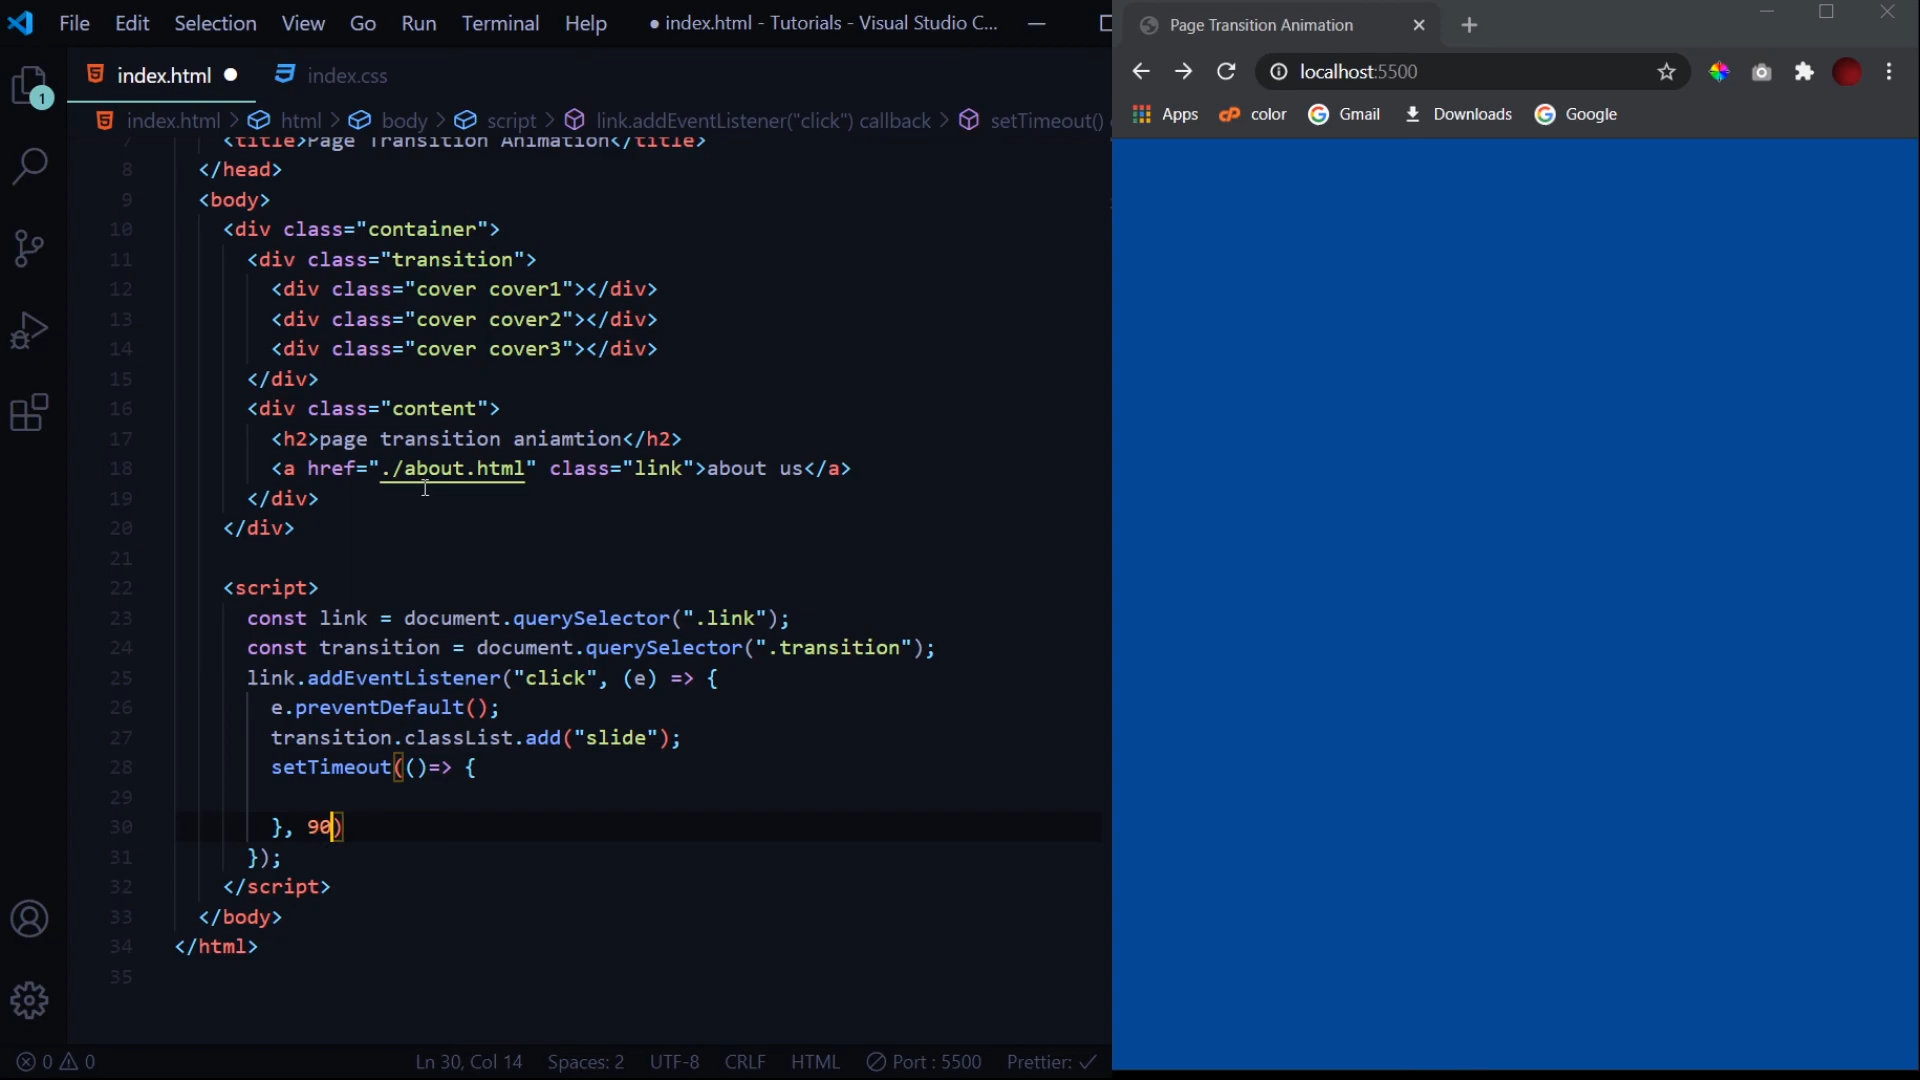 File Edit Selection View Go Run Terminal Help
● index.html - Tutorials - Visual Studio C...
index.html ● index.css
index.html > html > body > script > link.addEventListener("click") callback > setTimeout()
7 <title>Page Transition Animation</title>
8 </head>
9 <body>
10 <div class="container">
11 <div class="transition">
12 <div class="cover cover1"></div>
13 <div class="cover cover2"></div>
14 <div class="cover cover3"></div>
15 </div>
16 <div class="content">
17 <h2>page transition aniamtion</h2>
18 <a href="./about.html" class="link">about us</a>
19 </div>
20 </div>
21
22 <script>
23 const link = document.querySelector(".link");
24 const transition = document.querySelector(".transition");
25 link.addEventListener("click", (e) => {
26 e.preventDefault();
27 transition.classList.add("slide");
28 setTimeout(()=> {
29
30 }, 90)
31 });
32 </script>
33 </body>
34 </html>
35
1
0 0 Ln 30, Col 14 Spaces: 2 UTF-8 CRLF HTML Port : 5500 Prettier: ✓
Page Transition Animation
localhost:5500
Apps color Gmail Downloads Google